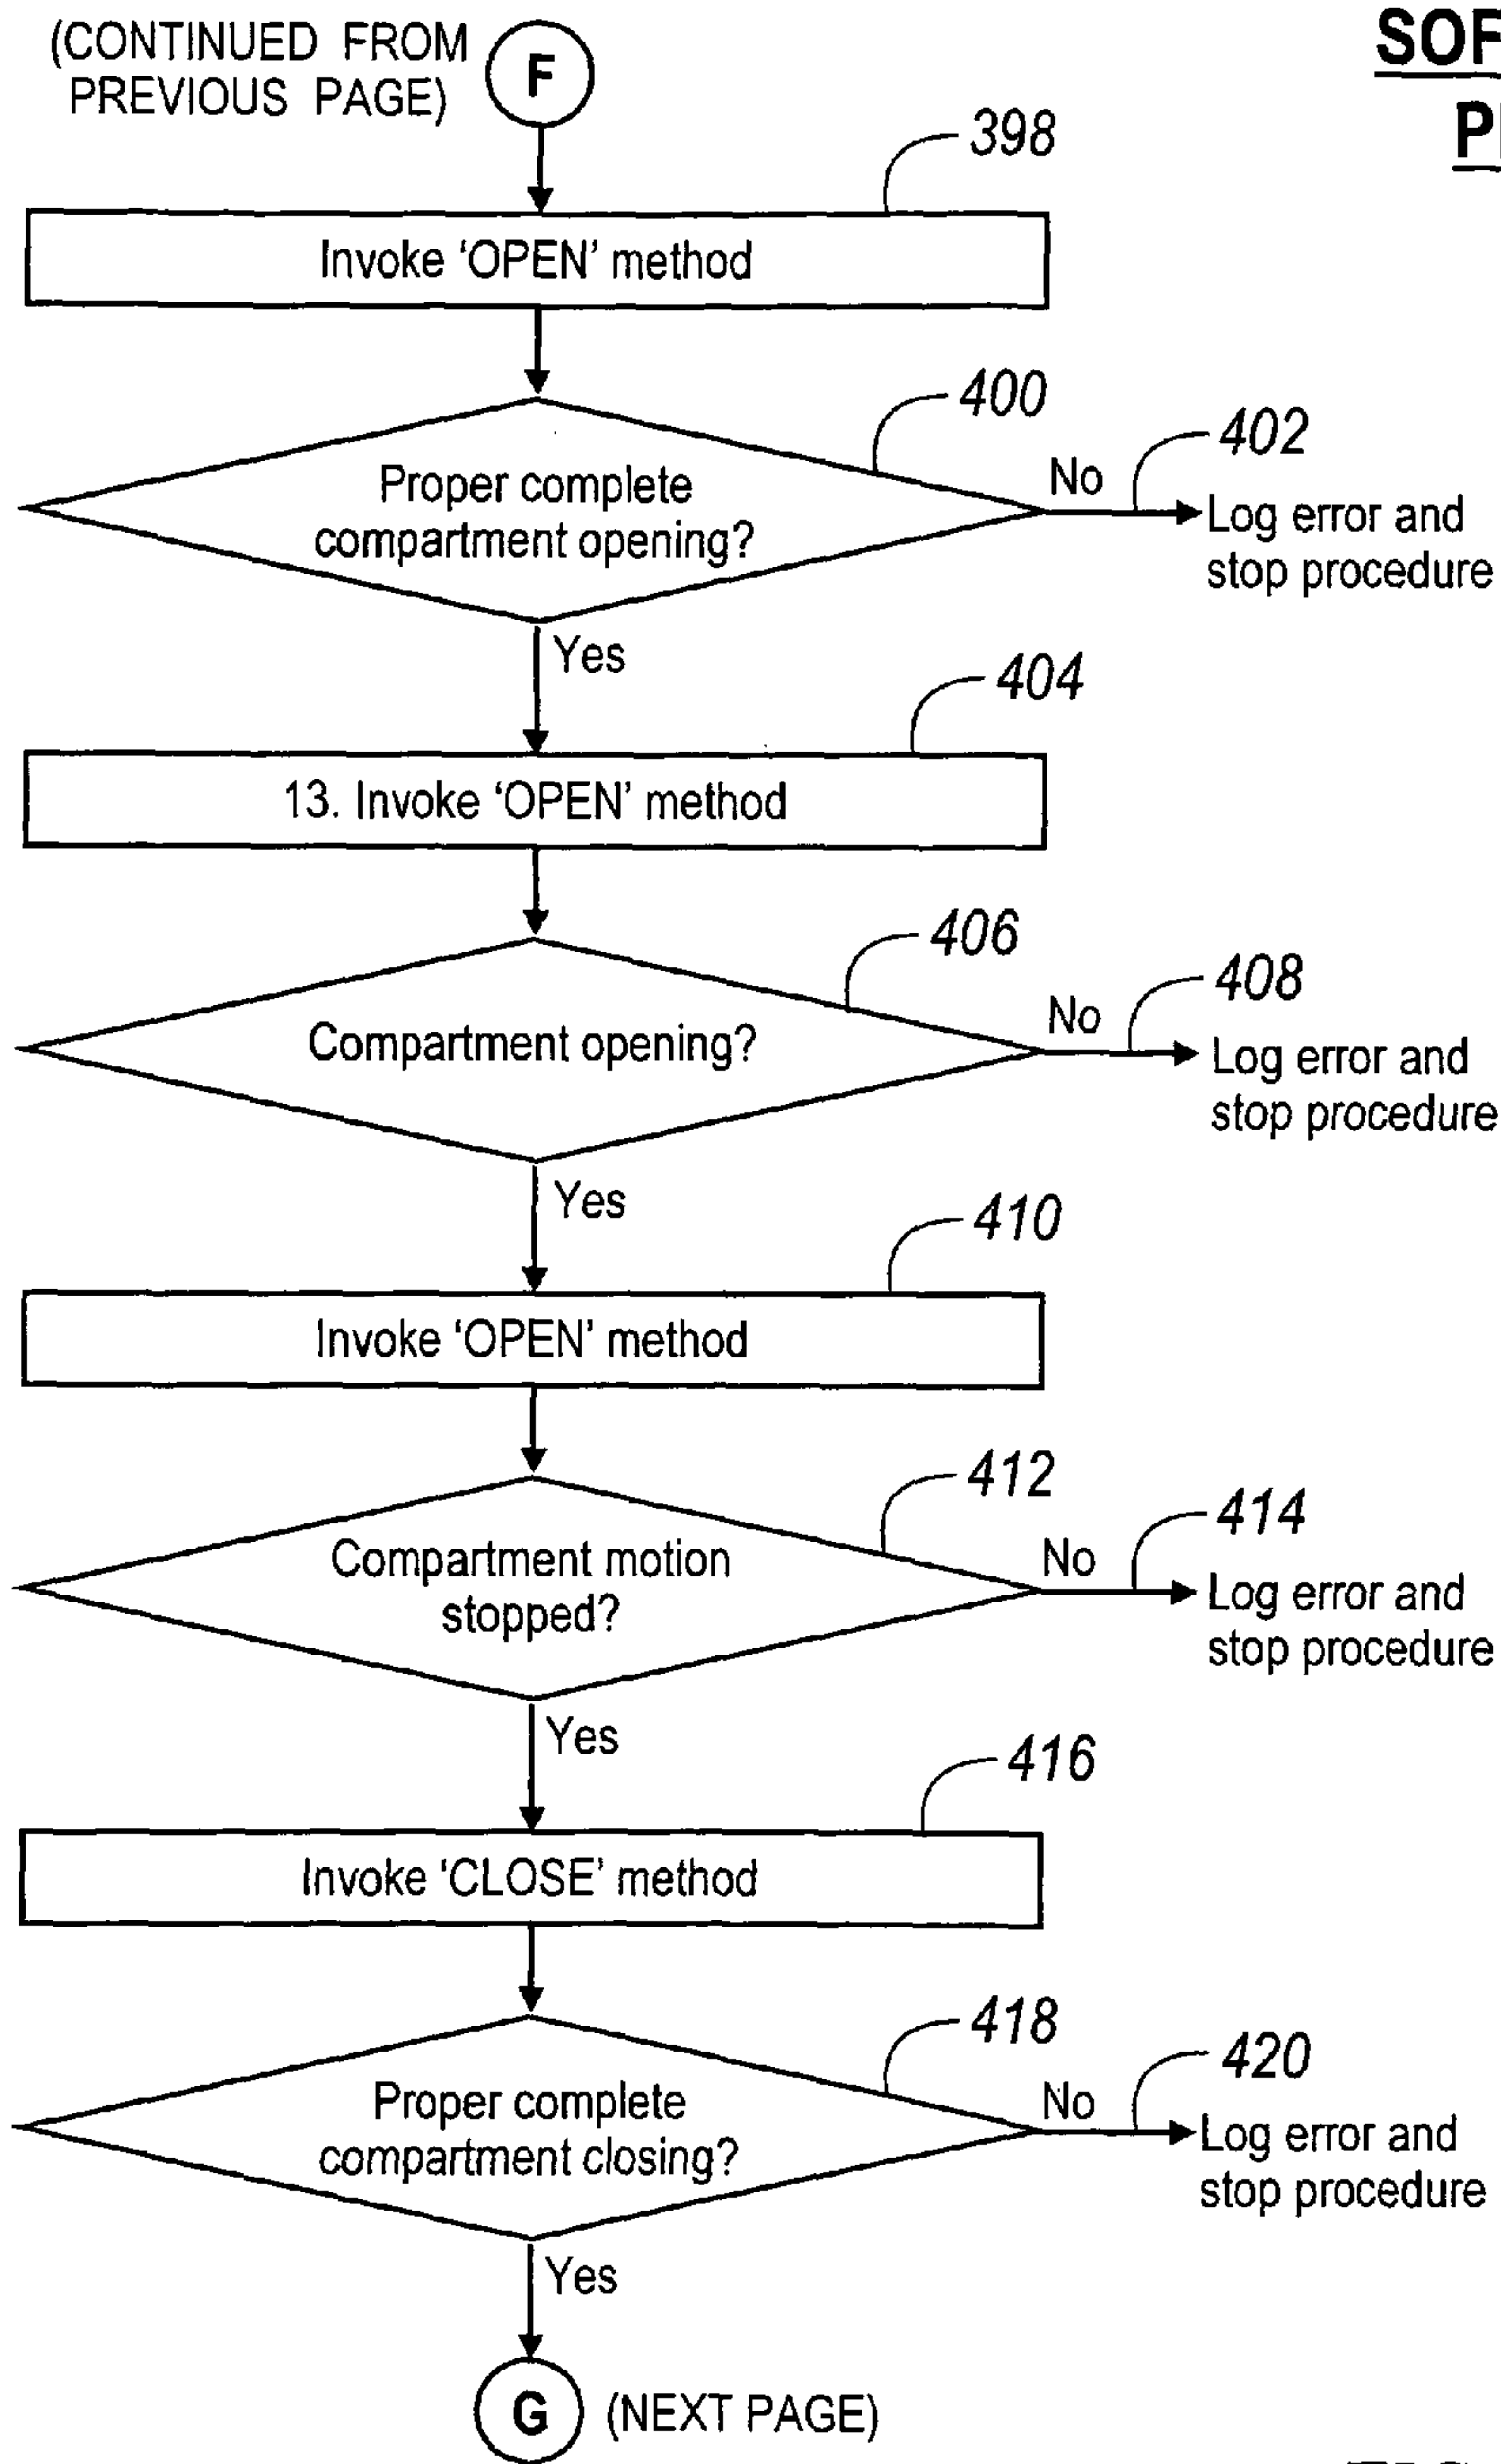 (CONTINUED FROM
PREVIOUS PAGE)
F
398
Invoke ‘OPEN’ method
400
Proper complete
compartment opening?
No
402
Log error and
stop procedure
Yes
404
13. Invoke ‘OPEN’ method
406
Compartment opening?
No
408
Log error and
stop procedure
Yes
410
Invoke ‘OPEN’ method
412
Compartment motion
stopped?
No
414
Log error and
stop procedure
Yes
416
Invoke ‘CLOSE’ method
418
Proper complete
compartment closing?
No
420
Log error and
stop procedure
Yes
G
(NEXT PAGE)